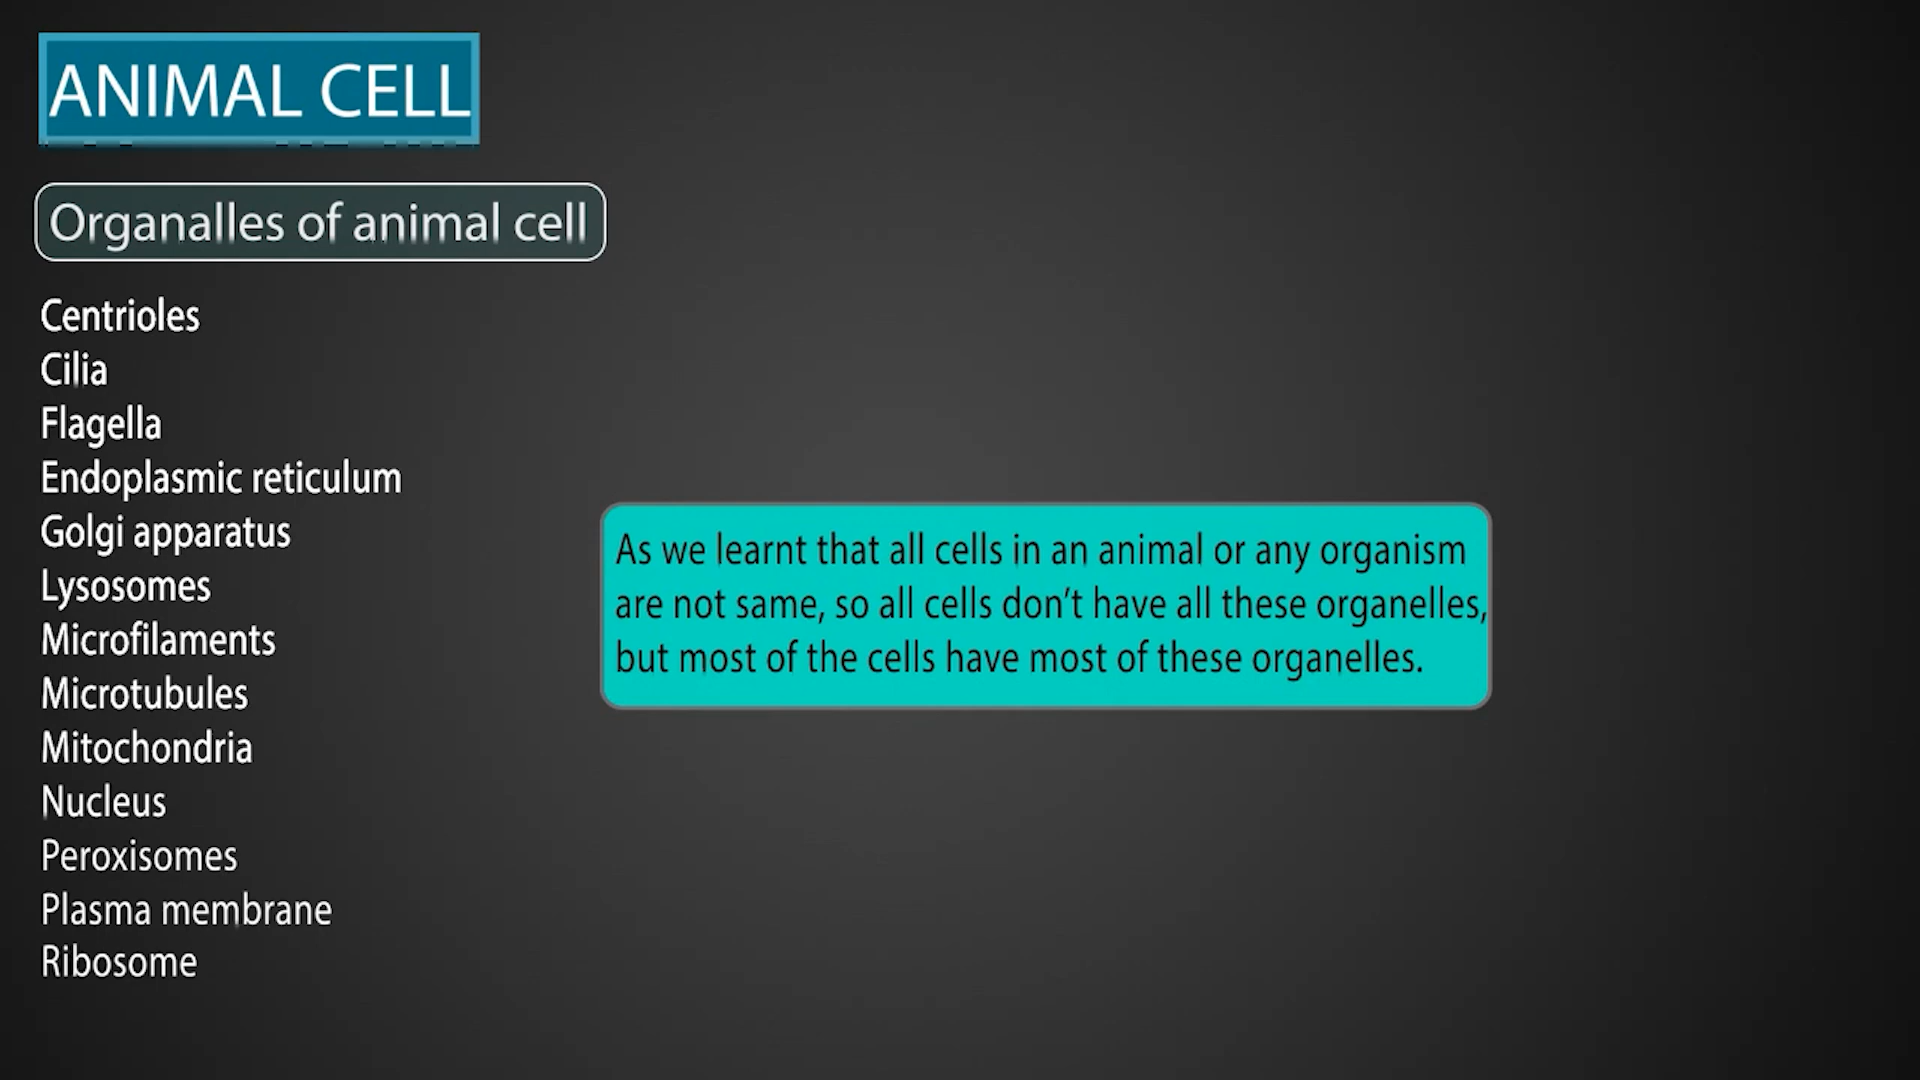 ANIMAL CELL
Organalles of animal cell
Centrioles
Cilia
Flagella
Endoplasmic reticulum
Golgi apparatus
Lysosomes
Microfilaments
Microtubules
Mitochondria
Nucleus
Peroxisomes
Plasma membrane
Ribosome
As we learnt that all cells in an animal or any organism
are not same, so all cells don’t have all these organelles,
but most of the cells have most of these organelles.